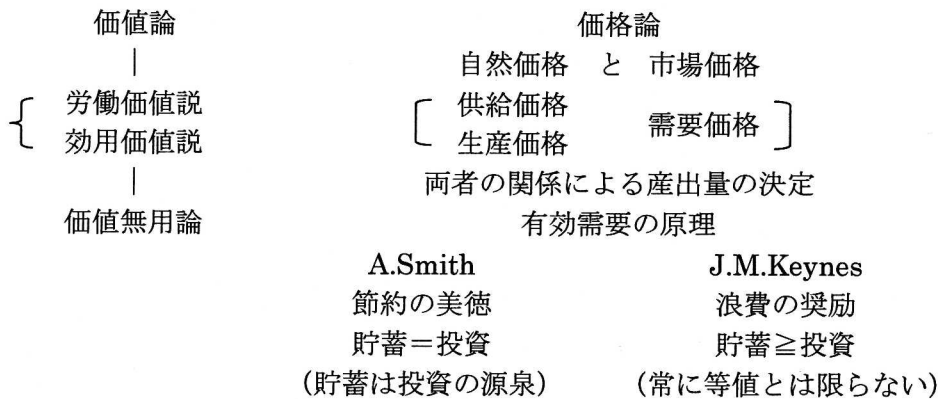 価値論
価格論
自然価格 と 市場価格
労働価値説
効用価値説
供給価格
生産価格
需要価格
両者の関係による産出量の決定
価値無用論
有効需要の原理
A.Smith
J.M.Keynes
節約の美徳
浪費の奨励
貯蓄=投資
貯蓄≧投資
(貯蓄は投資の源泉)
(常に等値とは限らない)